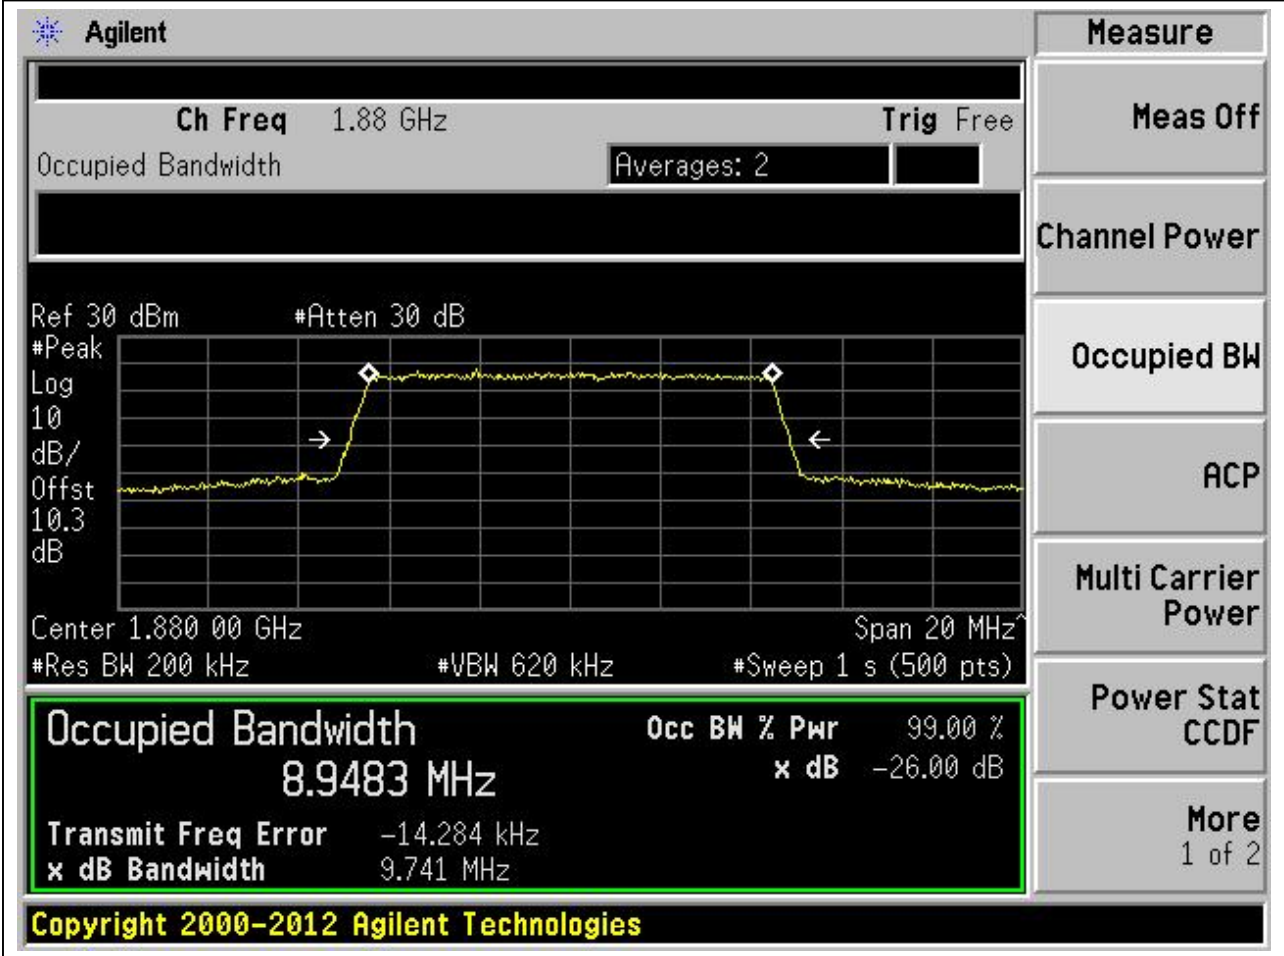 Agilent
Measure
Ch Freq 1.88 GHz Trig Free
Occupied Bandwidth Averages: 2
Meas Off
Channel Power
Occupied BW
ACP
Multi Carrier
Power
Power Stat
CCDF
More
1 of 2
Ref 30 dBm #Atten 30 dB
#Peak
Log
10
dB/
Offst
10.3
dB
Center 1.880 00 GHz Span 20 MHz^
#Res BW 200 kHz #VBW 620 kHz #Sweep 1 s (500 pts)
Occupied Bandwidth Occ BW % Pwr 99.00 %
8.9483 MHz x dB -26.00 dB
Transmit Freq Error -14.284 kHz
x dB Bandwidth 9.741 MHz
Copyright 2000-2012 Agilent Technologies